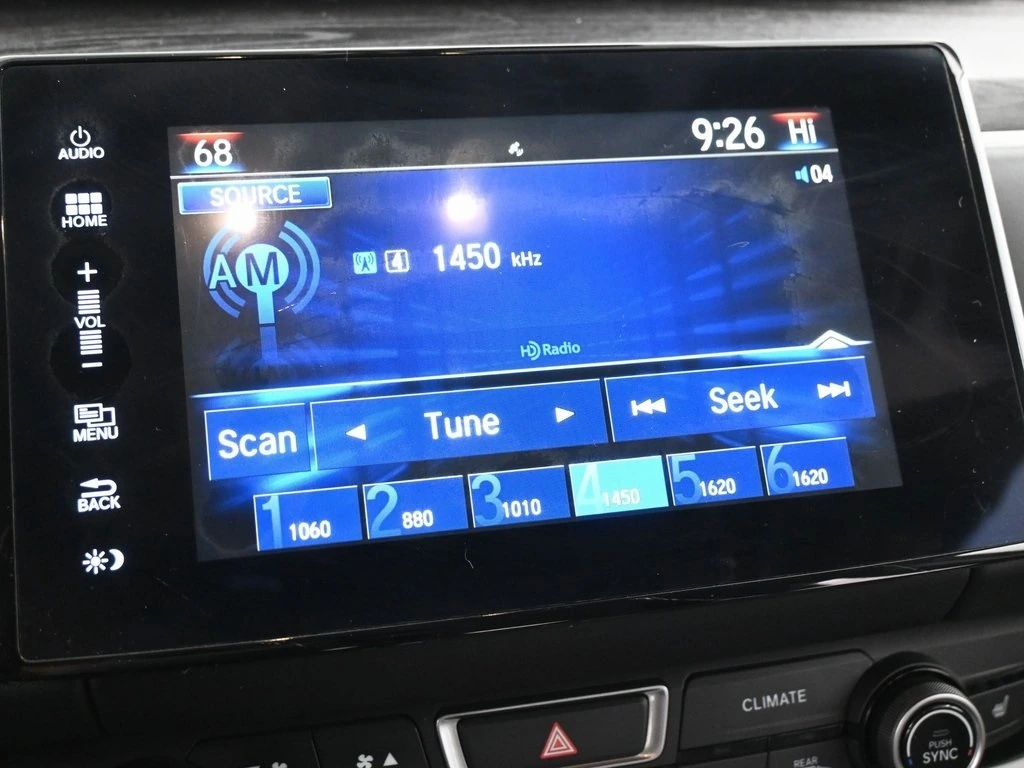 68
9:26 Hi
04
SOURCE
AM
4 1450 kHz
HD Radio
Scan
Tune
Seek
1 1060
2 880
3 1010
4 1450
5 1620
6 1620
AUDIO
HOME
+
VOL
−
MENU
BACK
CLIMATE
PUSH
SYNC
REAR